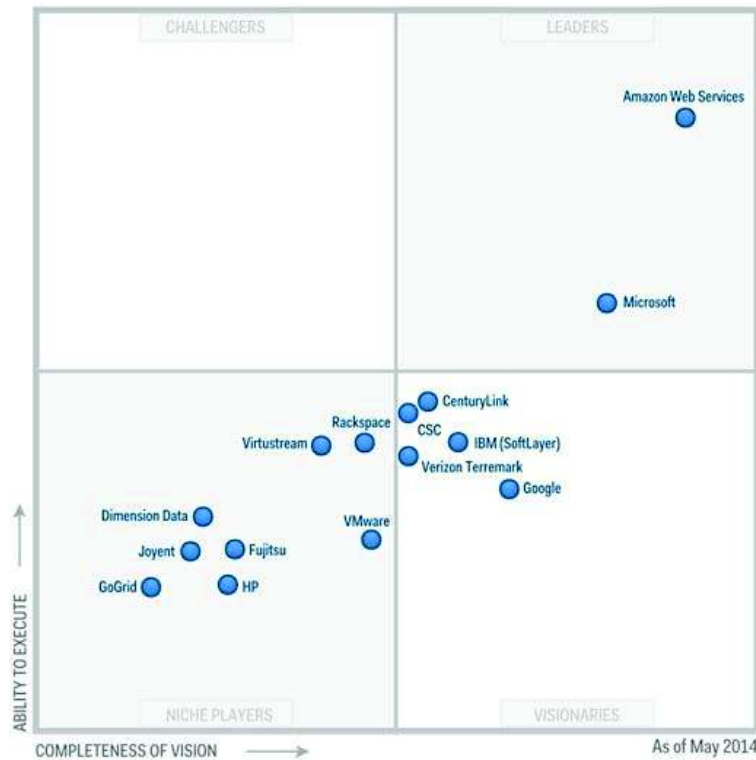 CHALLENGERS
LEADERS
Amazon Web Services
Microsoft
CenturyLink
CSC
Rackspace
Virtustream
IBM (SoftLayer)
Verizon Terremark
Google
Dimension Data
VMware
Joyent
Fujitsu
GoGrid
HP
ABILITY TO EXECUTE
NICHE PLAYERS
VISIONARIES
COMPLETENESS OF VISION
As of May 2014